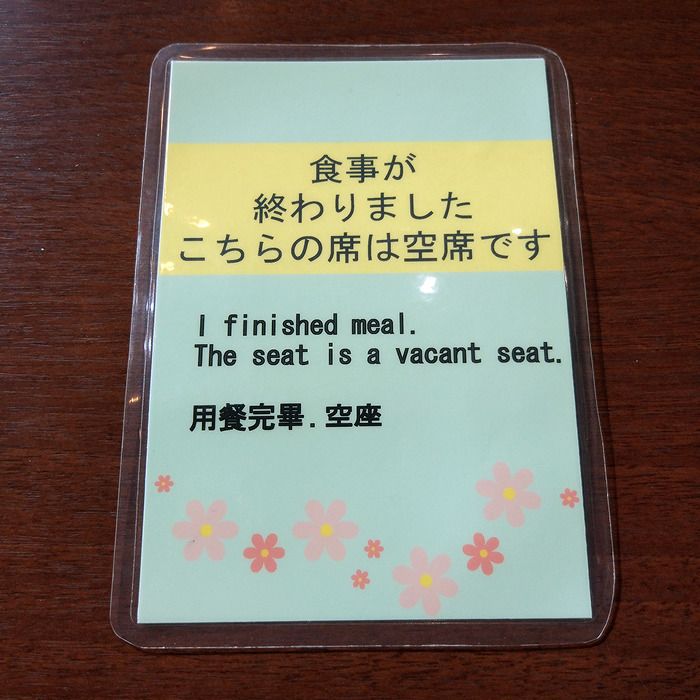 食事が
終わりました
こちらの席は空席です
I finished meal.
The seat is a vacant seat.
用餐完畢.空座